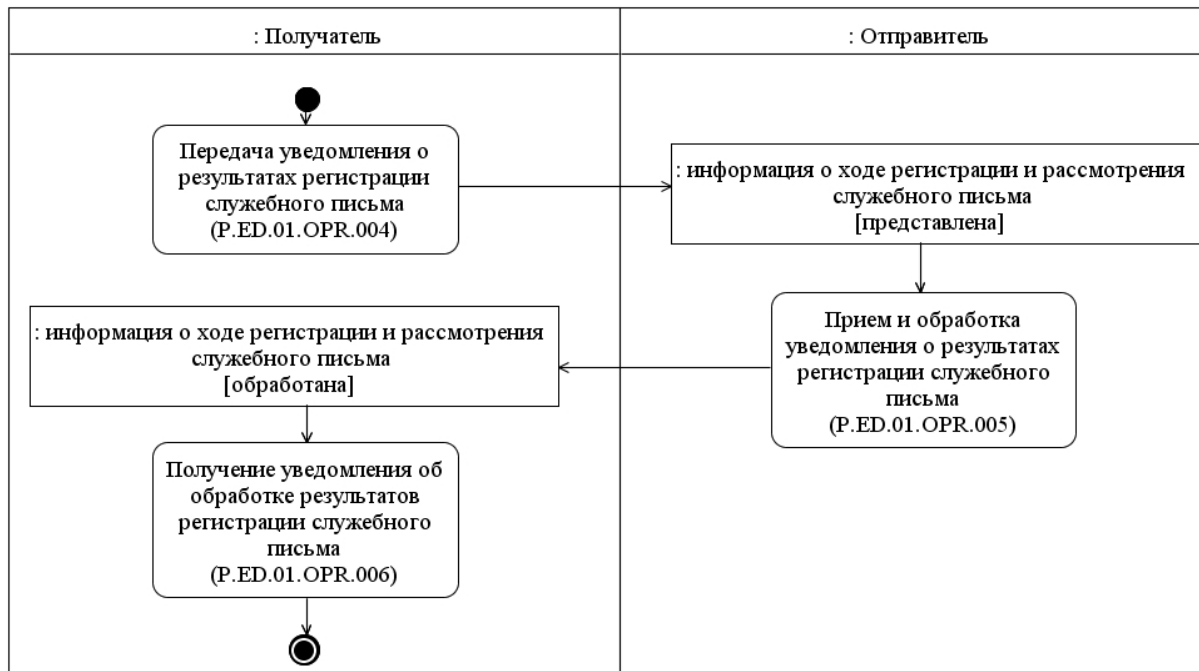 : Получатель
: Отправитель
Передача уведомления о
результатах регистрации
служебного письма
(P.ED.01.OPR.004)
: информация о ходе регистрации и рассмотрения
служебного письма
[представлена]
Прием и обработка
уведомления о результатах
регистрации служебного
письма
(P.ED.01.OPR.005)
: информация о ходе регистрации и рассмотрения
служебного письма
[обработана]
Получение уведомления об
обработке результатов
регистрации служебного
письма
(P.ED.01.OPR.006)